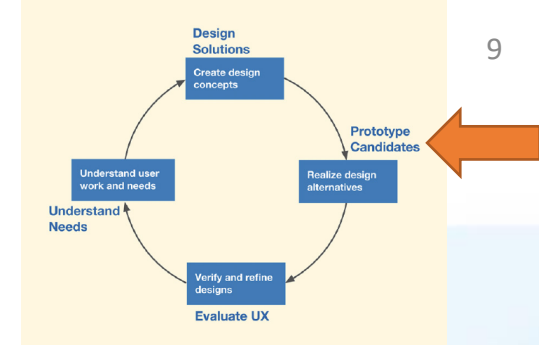 Design
Solutions
Create design
concepts
9
Prototype
Candidates
Realize design
alternatives
Understand user
work and needs
Understand
Needs
Verify and refine
designs
Evaluate UX